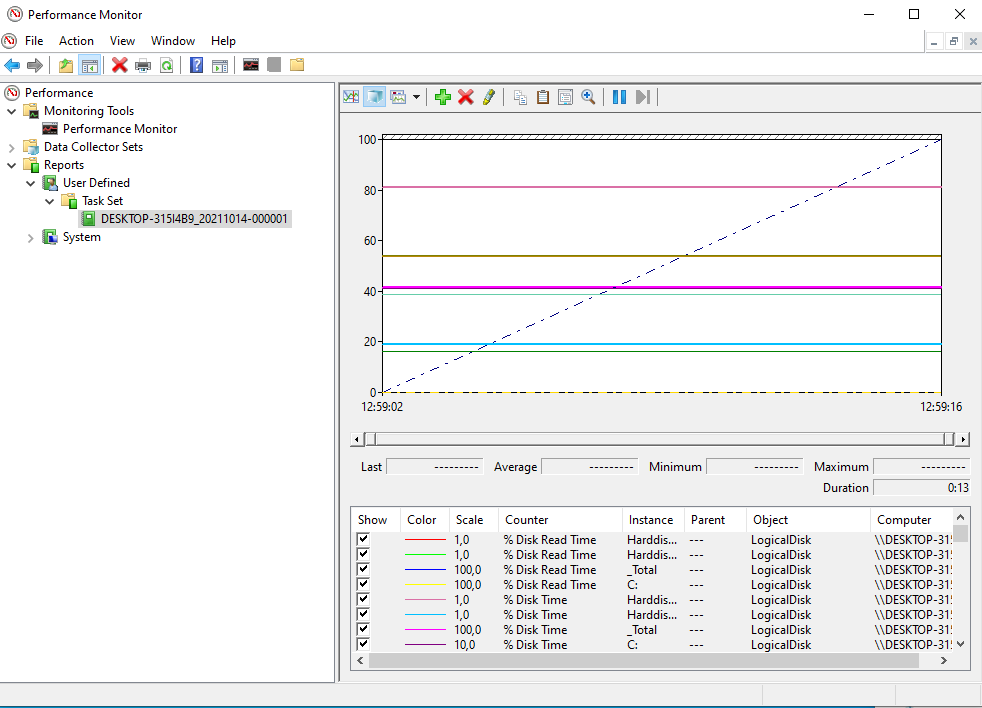 Performance Monitor
File Action View Window Help
Performance
Monitoring Tools
Performance Monitor
Data Collector Sets
Reports
User Defined
Task Set
DESKTOP-315I4B9_20211014-000001
System
100
80
60
40
20
0
12:59:02 12:59:16
Last --------- Average --------- Minimum --------- Maximum ---------
Duration 0:13
Show Color Scale Counter Instance Parent Object Computer
1,0 % Disk Read Time Harddis... --- LogicalDisk \\DESKTOP-315
1,0 % Disk Read Time Harddis... --- LogicalDisk \\DESKTOP-315
100,0 % Disk Read Time _Total --- LogicalDisk \\DESKTOP-315
100,0 % Disk Read Time C: --- LogicalDisk \\DESKTOP-315
1,0 % Disk Time Harddis... --- LogicalDisk \\DESKTOP-315
1,0 % Disk Time Harddis... --- LogicalDisk \\DESKTOP-315
100,0 % Disk Time _Total --- LogicalDisk \\DESKTOP-315
10,0 % Disk Time C: --- LogicalDisk \\DESKTOP-315